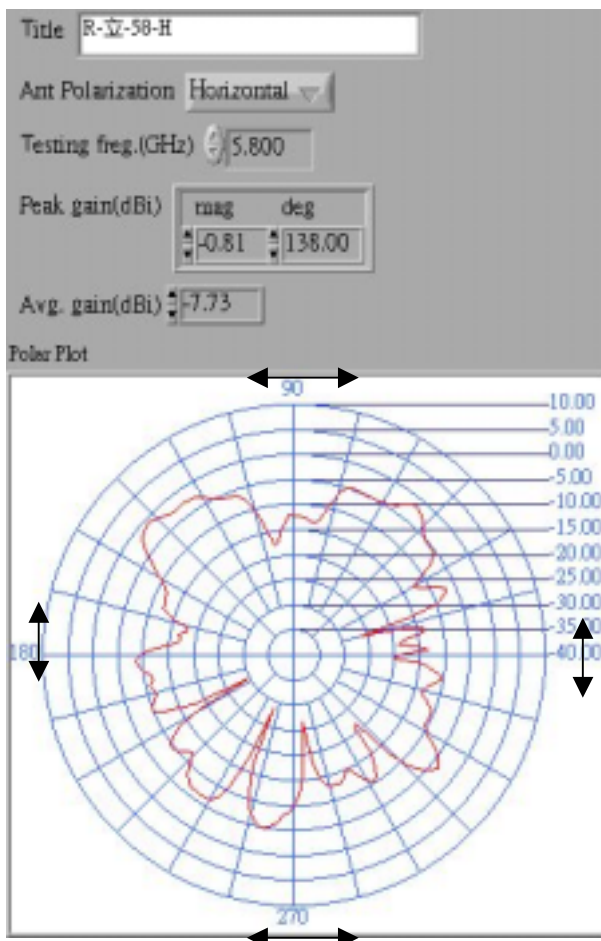 Title R-立-58-H
Ant Polarization Horizontal
Testing freg.(GHz) 5.800
Peak gain(dBi) mag deg
-0.81 138.00
Avg. gain(dBi) -7.73
Polar Plot
90
10.00
5.00
0.00
-5.00
-10.00
-15.00
-20.00
-25.00
-30.00
-35.00
180
-40.00
270